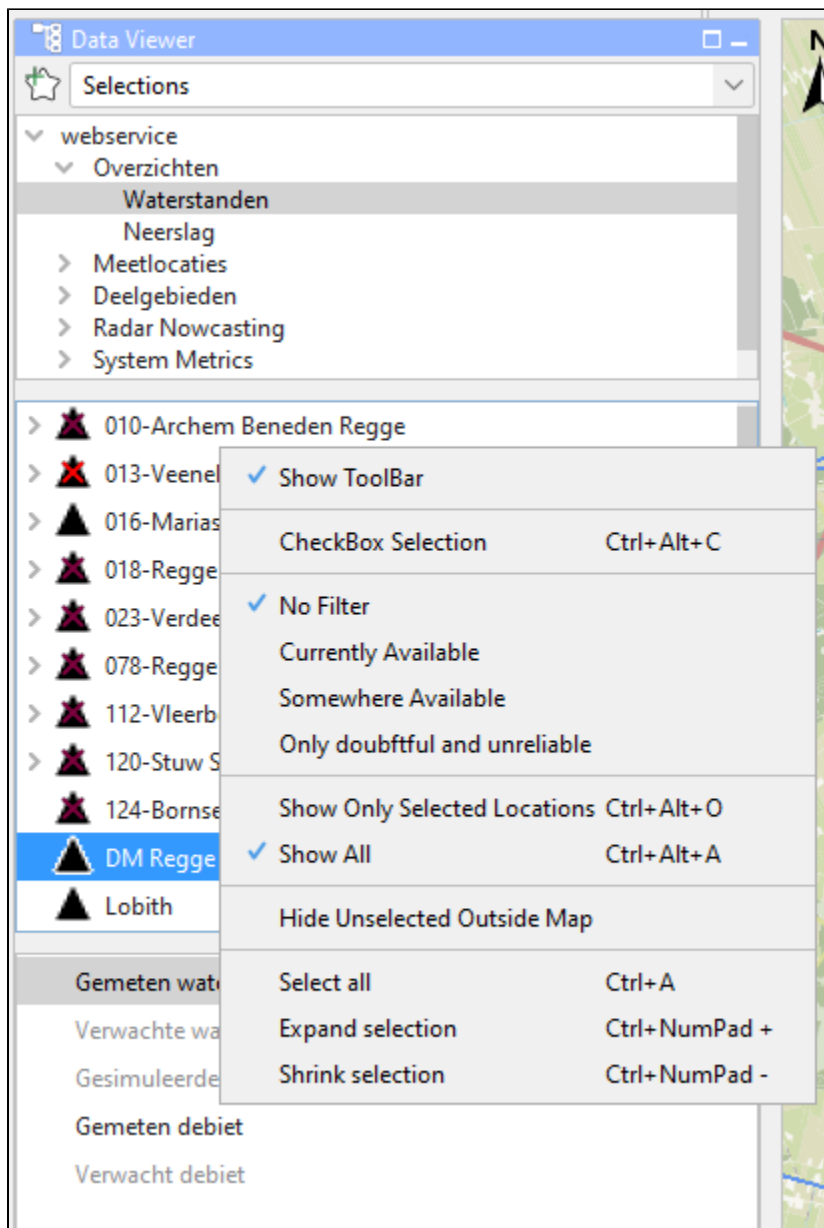 Data Viewer
N
Selections
webservice
Overzichten
Waterstanden
Neerslag
Meetlocaties
Deelgebieden
Radar Nowcasting
System Metrics
010-Archem Beneden Regge
013-Veenel
016-Marias
018-Regge
023-Verdee
078-Regge
112-Vleerb
120-Stuw S
124-Bornse
DM Regge
Lobith
Show ToolBar
CheckBox Selection Ctrl+Alt+C
No Filter
Currently Available
Somewhere Available
Only doubftful and unreliable
Show Only Selected Locations Ctrl+Alt+O
Show All Ctrl+Alt+A
Hide Unselected Outside Map
Select all Ctrl+A
Expand selection Ctrl+NumPad +
Shrink selection Ctrl+NumPad -
Gemeten wat
Verwachte wa
Gesimuleerde
Gemeten debiet
Verwacht debiet